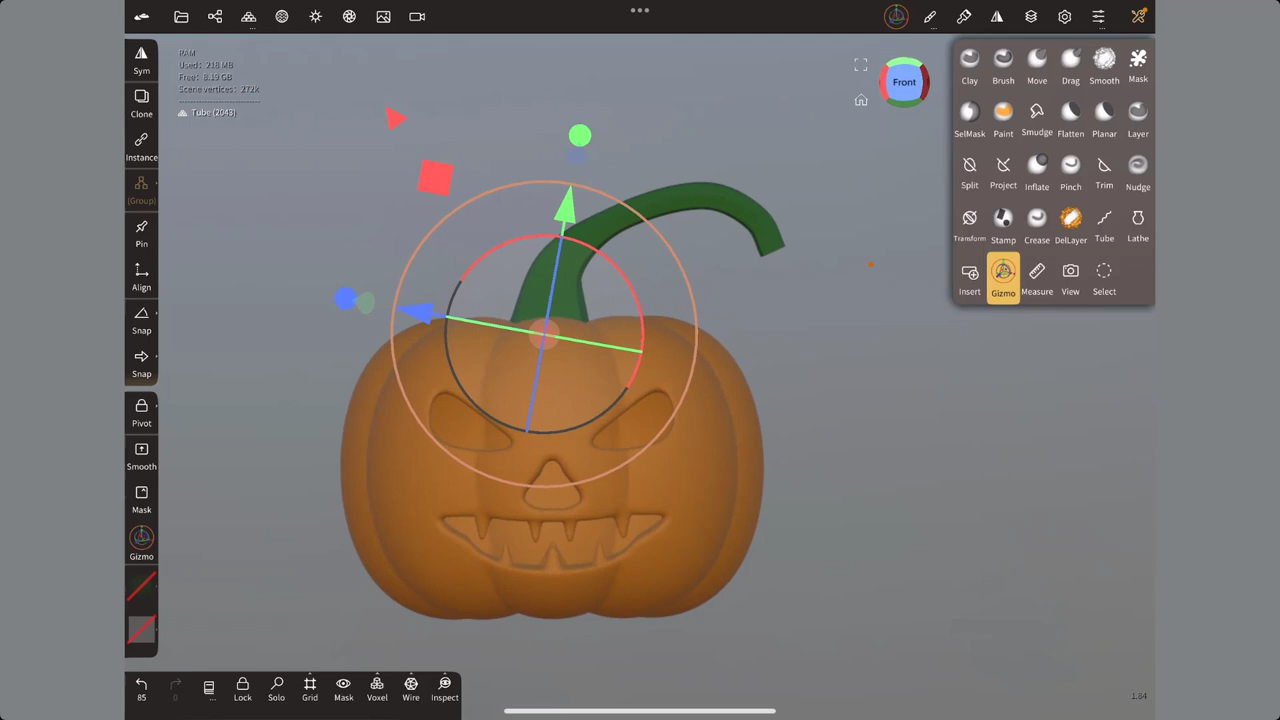 RAM
Used: 218 MB
Free: 8.19 GB
Scene vertices: 272k
Tube (2043)
Front
Sym
Clone
Instance
(Group)
Pin
Align
Snap
Snap
Pivot
Smooth
Mask
Gizmo
Clay Brush Move Drag Smooth Mask
SelMask Paint Smudge Flatten Planar Layer
Split Project Inflate Pinch Trim Nudge
Transform Stamp Crease DelLayer Tube Lathe
Insert Gizmo Measure View Select
85 0 ... Lock Solo Grid Mask Voxel Wire Inspect
1.84